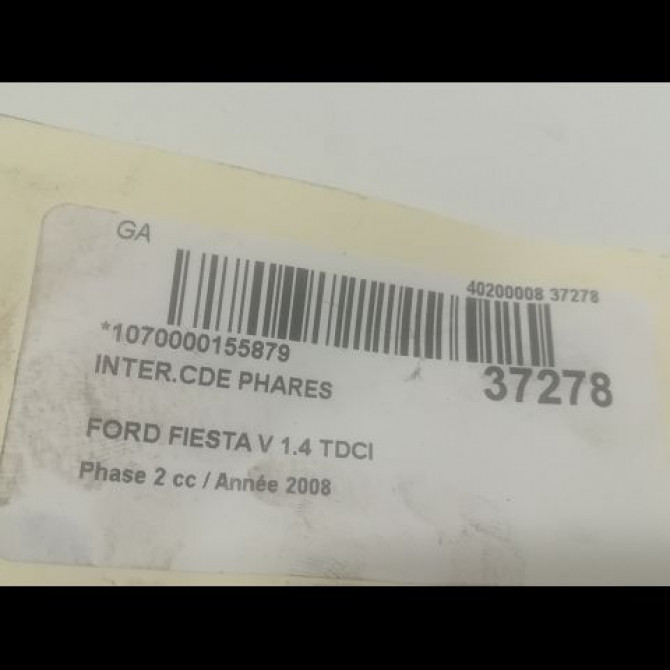 GA
40200008 37278
*1070000155879
37278
INTER.CDE PHARES
FORD FIESTA V 1.4 TDCI
Phase 2 cc / Année 2008